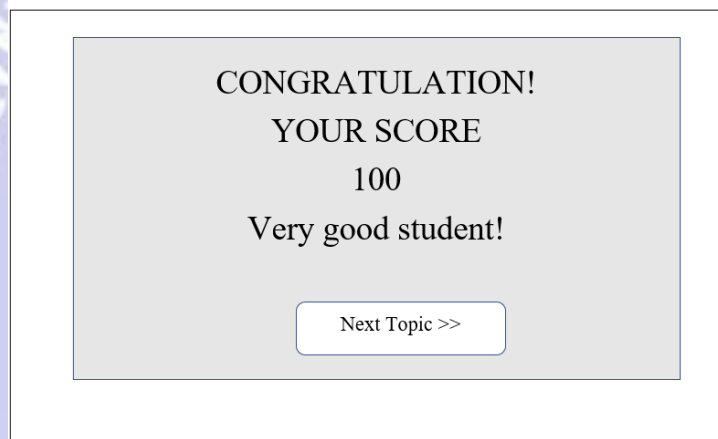 CONGRATULATION!
YOUR SCORE
100
Very good student!
Next Topic >>